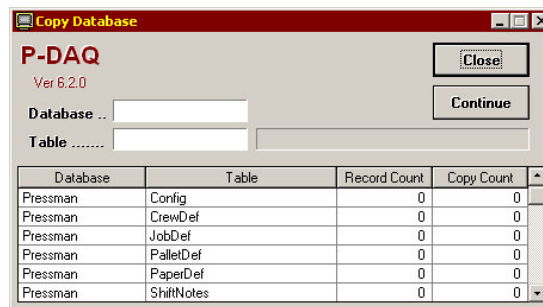 Copy Database
P-DAQ
Close
Ver 6.2.0
Database ..
Continue
Table .......
Database Table Record Count Copy Count
Pressman Config 0 0
Pressman CrewDef 0 0
Pressman JobDef 0 0
Pressman PalletDef 0 0
Pressman PaperDef 0 0
Pressman ShiftNotes 0 0